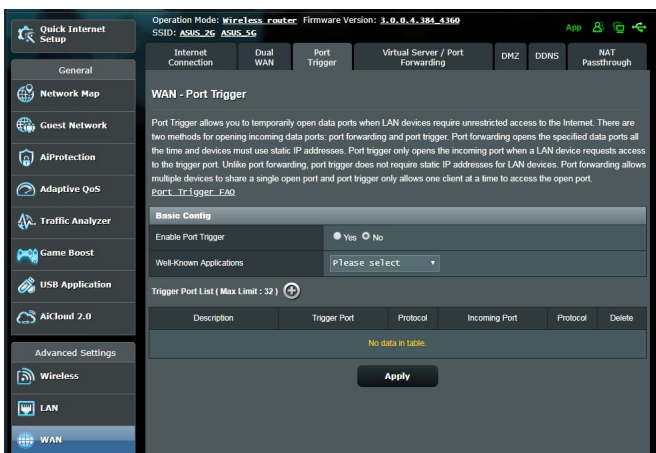 Quick Internet
Setup
General
Network Map
Guest Network
AiProtection
Adaptive QoS
Traffic Analyzer
Game Boost
USB Application
AiCloud 2.0
Advanced Settings
Wireless
LAN
WAN
Operation Mode: Wireless router Firmware Version: 3.0.0.4.384_4360
SSID: ASUS_2G ASUS_5G
App
Internet
Connection
Dual
WAN
Port
Trigger
Virtual Server / Port
Forwarding
DMZ
DDNS
NAT
Passthrough
WAN - Port Trigger
Port Trigger allows you to temporarily open data ports when LAN devices require unrestricted access to the Internet. There are
two methods for opening incoming data ports: port forwarding and port trigger. Port forwarding opens the specified data ports all
the time and devices must use static IP addresses. Port trigger only opens the incoming port when a LAN device requests access
to the trigger port. Unlike port forwarding, port trigger does not require static IP addresses for LAN devices. Port forwarding allows
multiple devices to share a single open port and port trigger only allows one client at a time to access the open port.
Port Trigger FAQ
Basic Config
Enable Port Trigger
Yes No
Well-Known Applications
Please select
Trigger Port List ( Max Limit : 32 )
Description Trigger Port Protocol Incoming Port Protocol Delete
No data in table.
Apply